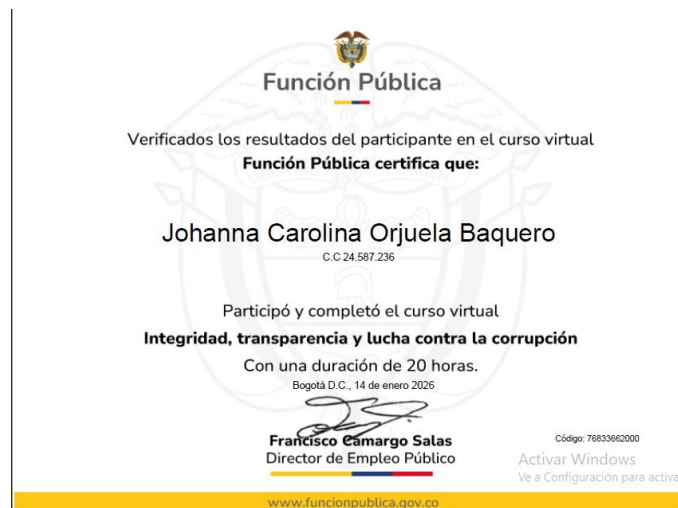 Función Pública
Verificados los resultados del participante en el curso virtual
Función Pública certifica que:
Johanna Carolina Orjuela Baquero
C.C 24.587.236
Participó y completó el curso virtual
Integridad, transparencia y lucha contra la corrupción
Con una duración de 20 horas.
Bogotá D.C., 14 de enero 2026
Francisco Camargo Salas
Director de Empleo Público
Código: 76833662000
Activar Windows
Ve a Configuración para activa
www.funcionpublica.gov.co